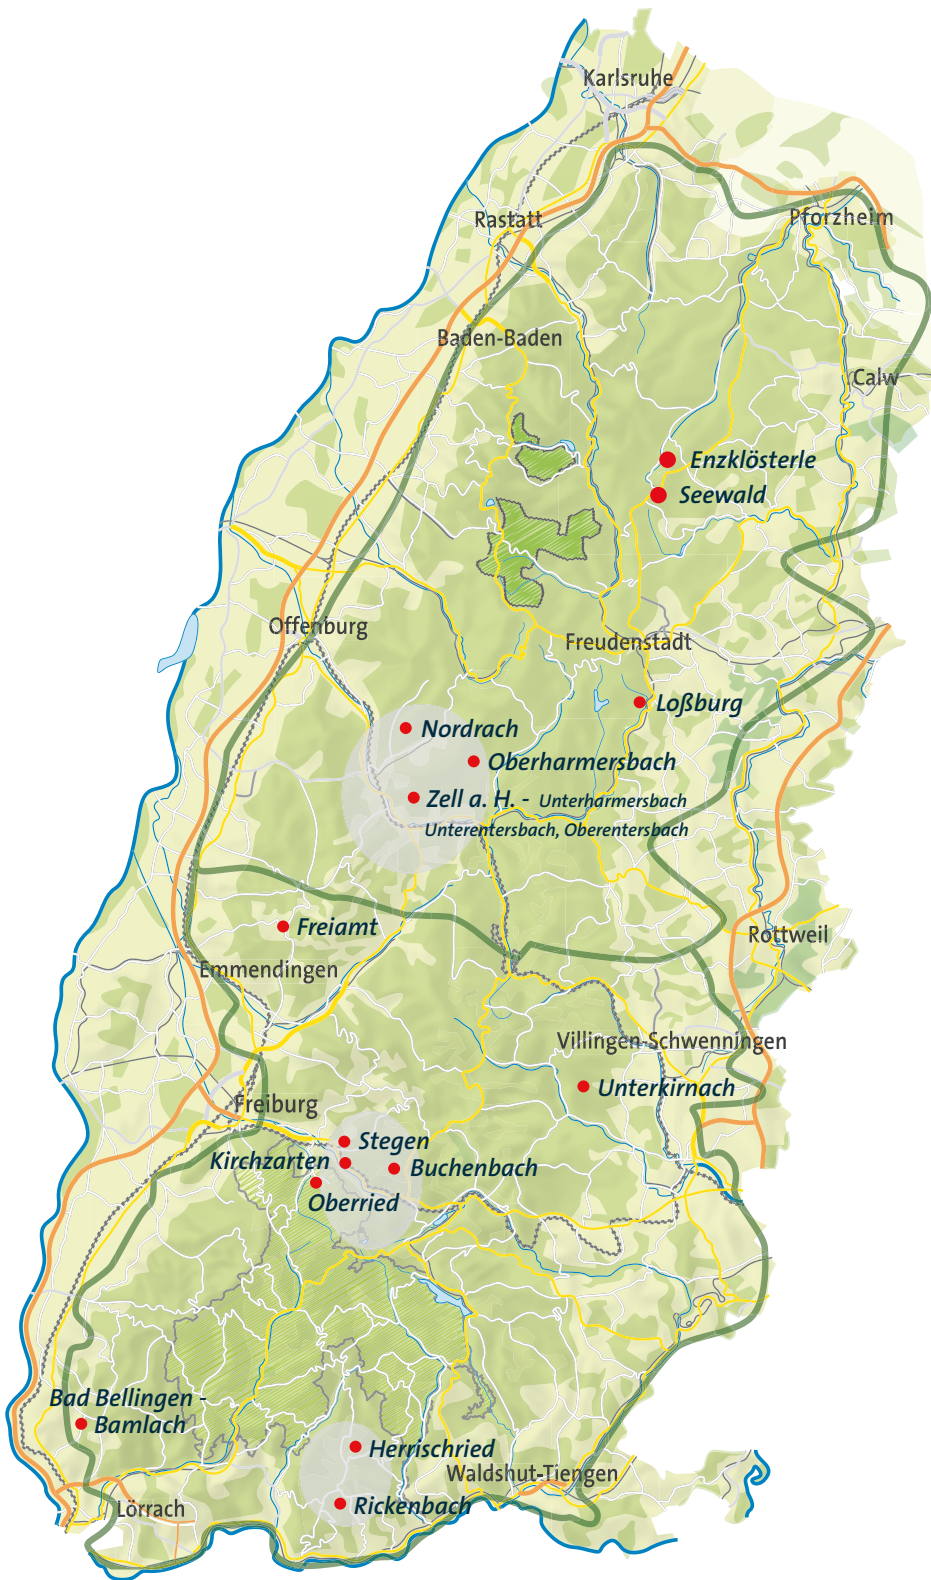 Karlsruhe
Rastatt
Pforzheim
Baden-Baden
Calw
Enzklösterle
Seewald
Offenburg
Freudenstadt
Loßburg
Nordrach
Oberharmersbach
Zell a. H. - Unterharmersbach
Unterentersbach, Oberentersbach
Freiamt
Rottweil
Emmendingen
Villingen-Schwenningen
Unterkirnach
Freiburg
Stegen
Kirchzarten
Buchenbach
Oberried
Bad Bellingen -
Bamlach
Herrischried
Waldshut-Tiengen
Lörrach
Rickenbach